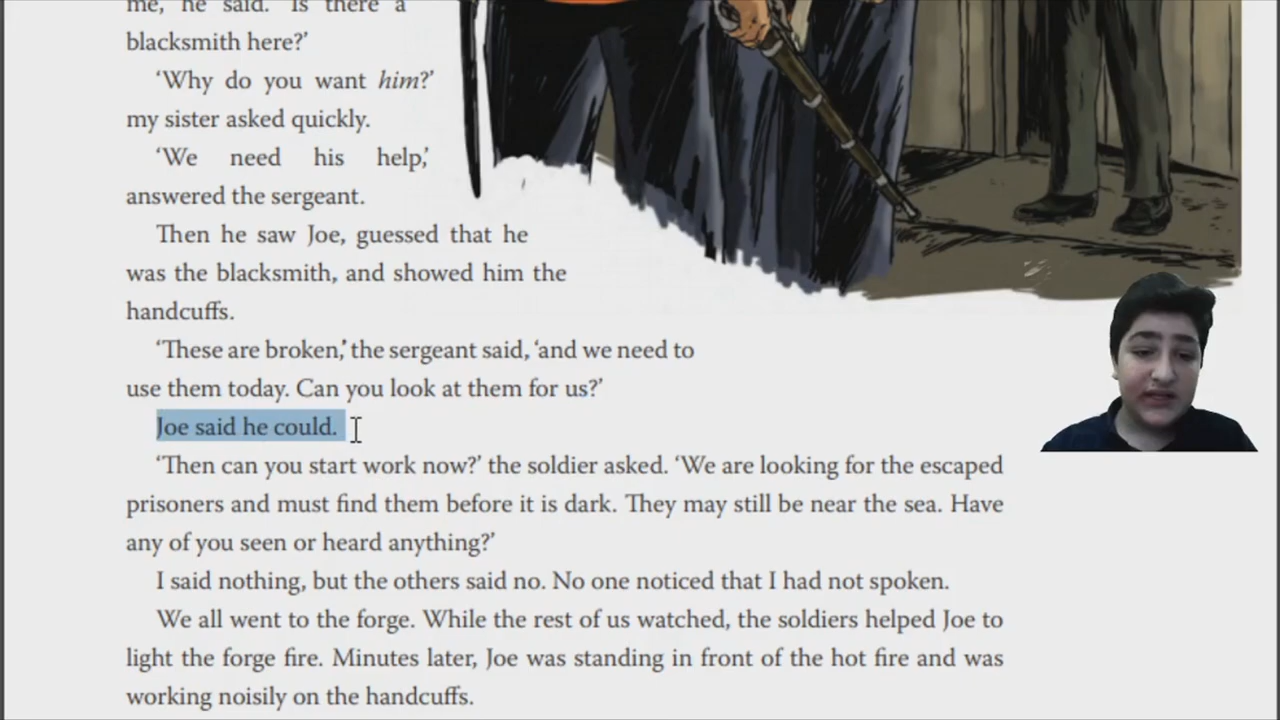 me, he said. 'Is there a
blacksmith here?'
'Why do you want him?'
my sister asked quickly.
'We need his help,'
answered the sergeant.
Then he saw Joe, guessed that he
was the blacksmith, and showed him the
handcuffs.
'These are broken,' the sergeant said, 'and we need to
use them today. Can you look at them for us?'
Joe said he could.
'Then can you start work now?' the soldier asked. 'We are looking for the escaped
prisoners and must find them before it is dark. They may still be near the sea. Have
any of you seen or heard anything?'
I said nothing, but the others said no. No one noticed that I had not spoken.
We all went to the forge. While the rest of us watched, the soldiers helped Joe to
light the forge fire. Minutes later, Joe was standing in front of the hot fire and was
working noisily on the handcuffs.